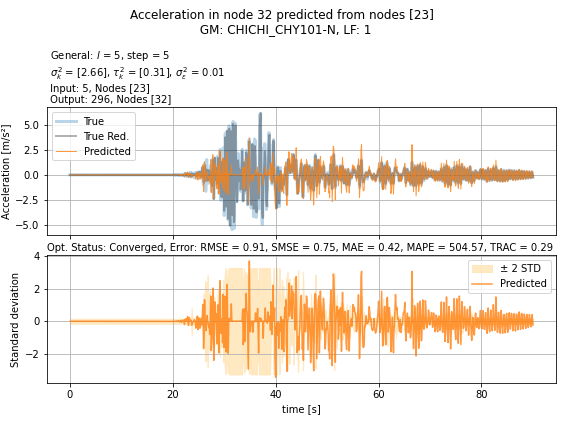 Acceleration in node 32 predicted from nodes [23]
GM: CHICHI_CHY101-N, LF: 1
General: l = 5, step = 5
σ²ₖ = [2.66], τ²ₖ = [0.31], σ²ε = 0.01
Input: 5, Nodes [23]
Output: 296, Nodes [32]
True
True Red.
Predicted
5.0
2.5
0.0
−2.5
−5.0
Acceleration [m/s²]
Opt. Status: Converged, Error: RMSE = 0.91, SMSE = 0.75, MAE = 0.42, MAPE = 504.57, TRAC = 0.29
± 2 STD
Predicted
4
2
0
−2
Standard deviation
0 20 40 60 80
time [s]